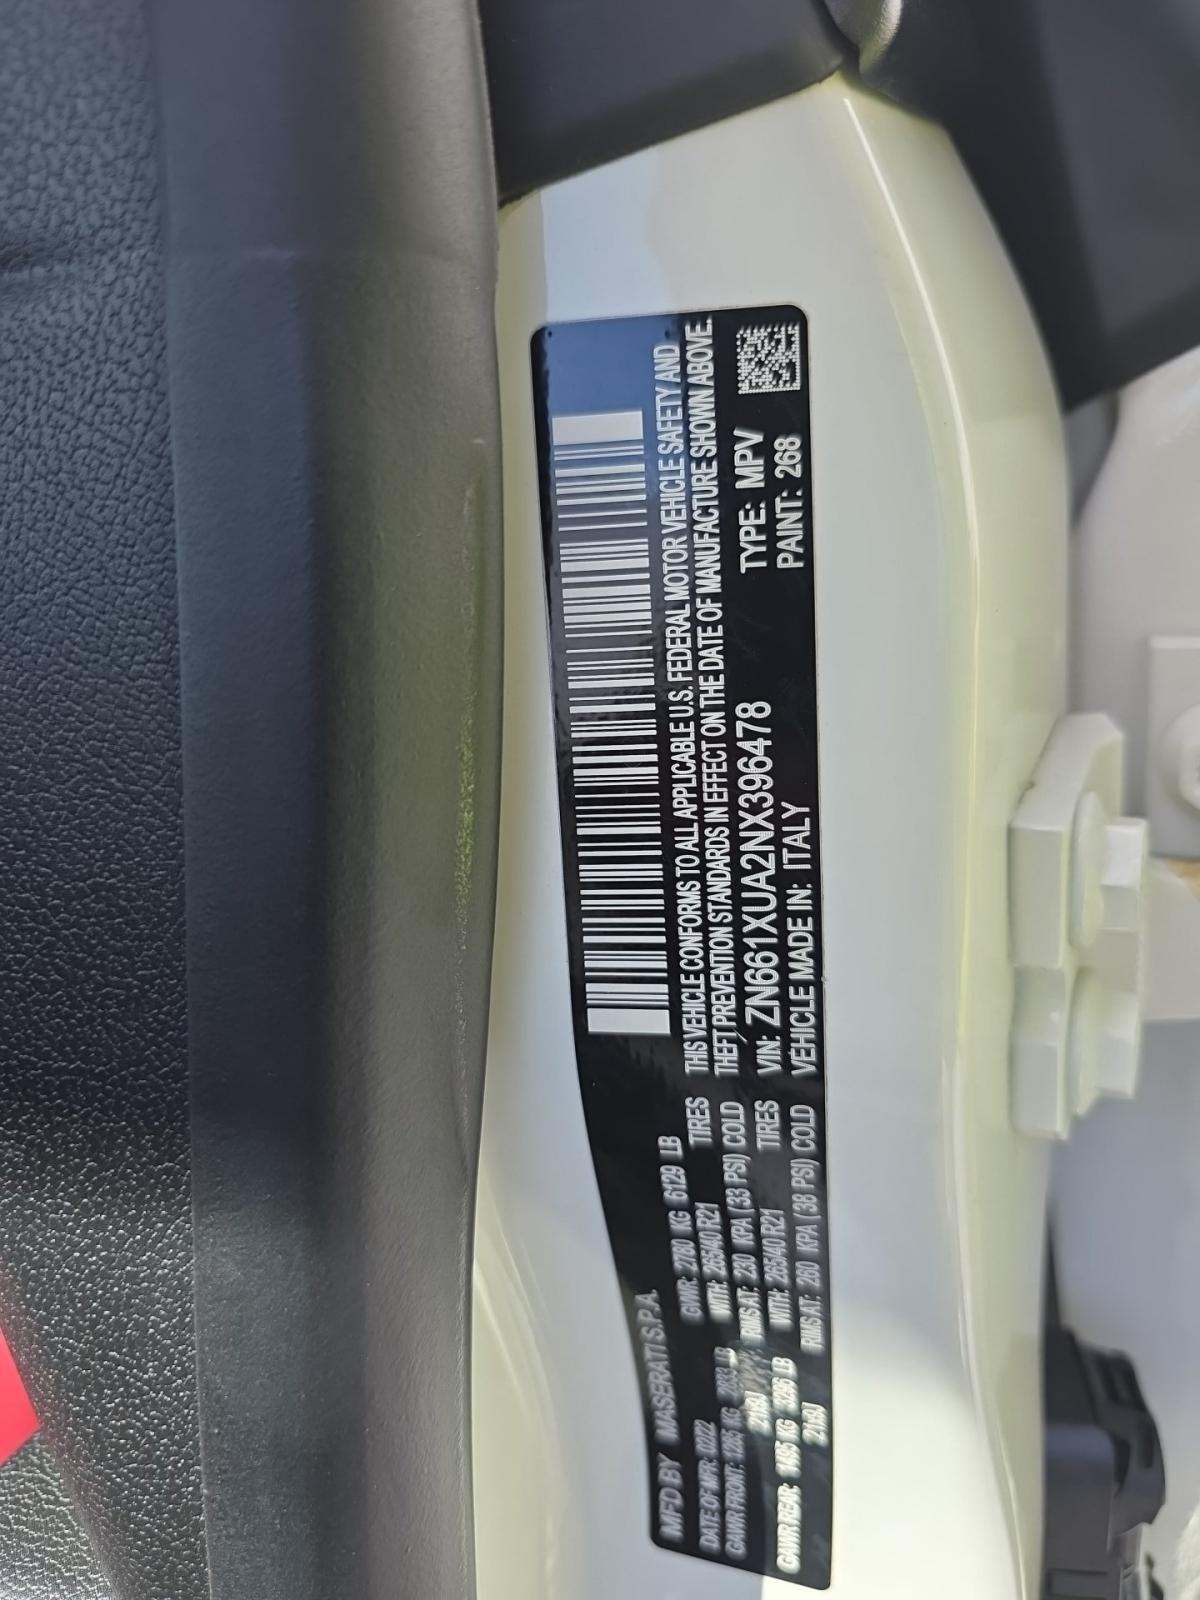 MFD BY MASERATI S.P.A.
DATE OF MFR: 02/22 GVWR: 2780 KG 6129 LB
GAWR FRONT: 1285 KG LB WITH: 265/40 R21 TIRES
21x9J RIMS AT: 230 KPA (33 PSI) COLD
GAWR REAR: 1495 KG 3296 LB WITH: 265/40 R21 TIRES
21x9J RIMS AT: 260 KPA (38 PSI) COLD
THIS VEHICLE CONFORMS TO ALL APPLICABLE U.S. FEDERAL MOTOR VEHICLE SAFETY AND
THEFT PREVENTION STANDARDS IN EFFECT ON THE DATE OF MANUFACTURE SHOWN ABOVE.
VIN: ZN661XUA2NX396478 TYPE: MPV
VEHICLE MADE IN: ITALY PAINT: 268